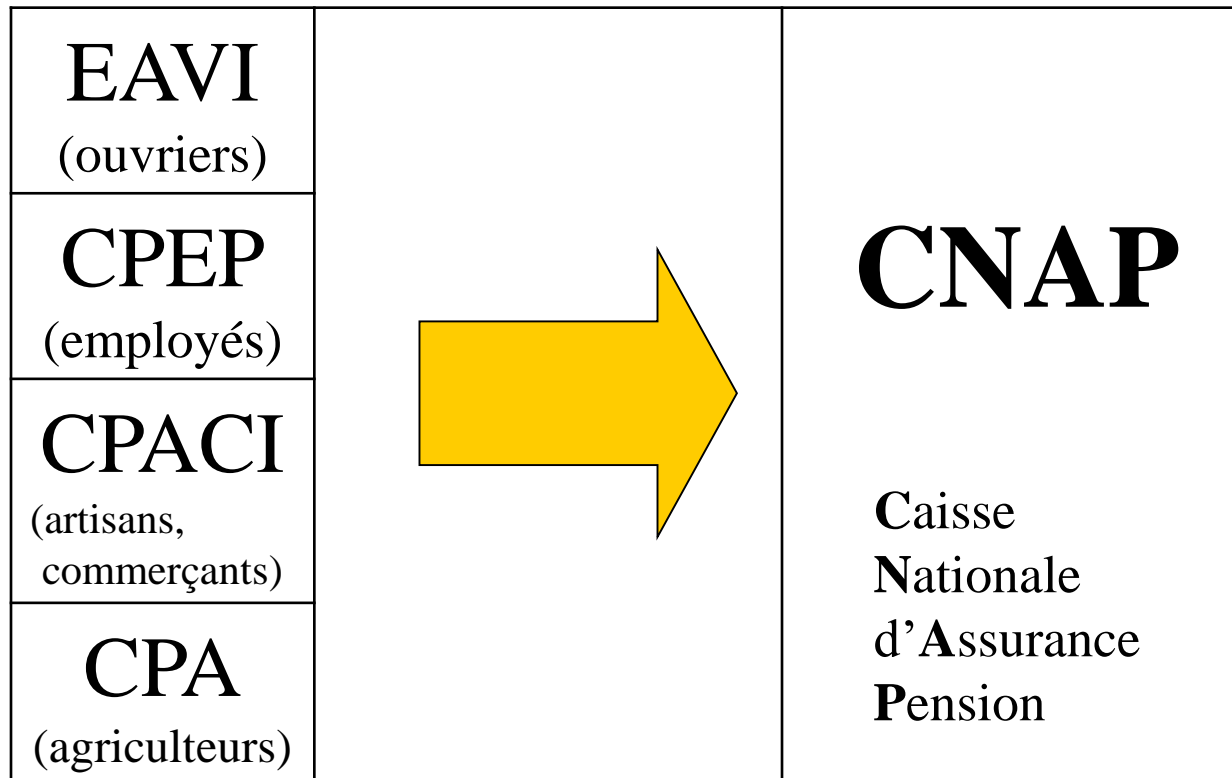 EAVI
(ouvriers)
CPEP
(employés)
CPACI
(artisans,
commerçants)
CPA
(agriculteurs)
CNAP
Caisse
Nationale
d’Assurance
Pension